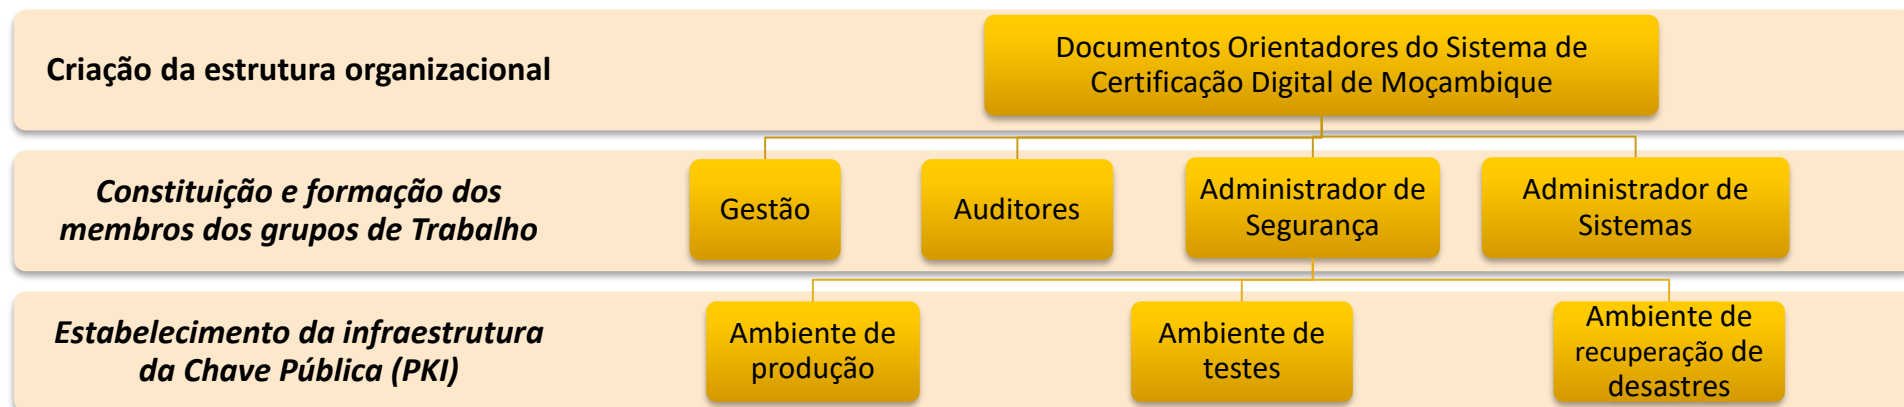 Criação da estrutura organizacional
Documentos Orientadores do Sistema de
Certificação Digital de Moçambique
Constituição e formação dos
membros dos grupos de Trabalho
Gestão
Auditores
Administrador de
Segurança
Administrador de
Sistemas
Estabelecimento da infraestrutura
da Chave Pública (PKI)
Ambiente de
produção
Ambiente de
testes
Ambiente de
recuperação de
desastres